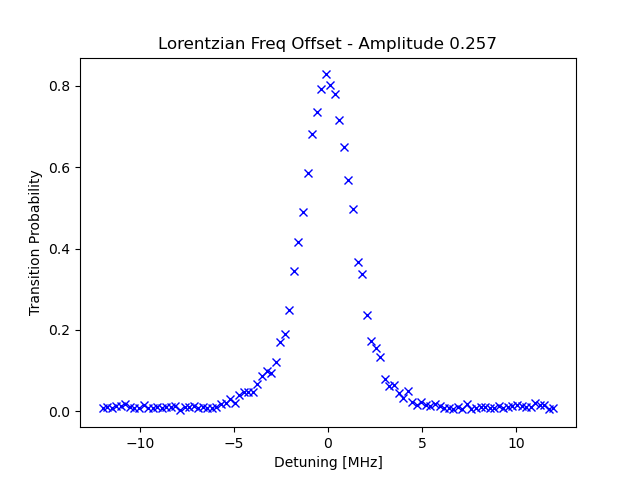 Lorentzian Freq Offset - Amplitude 0.257
Transition Probability
0.8
0.6
0.4
0.2
0.0
−10 −5 0 5 10
Detuning [MHz]